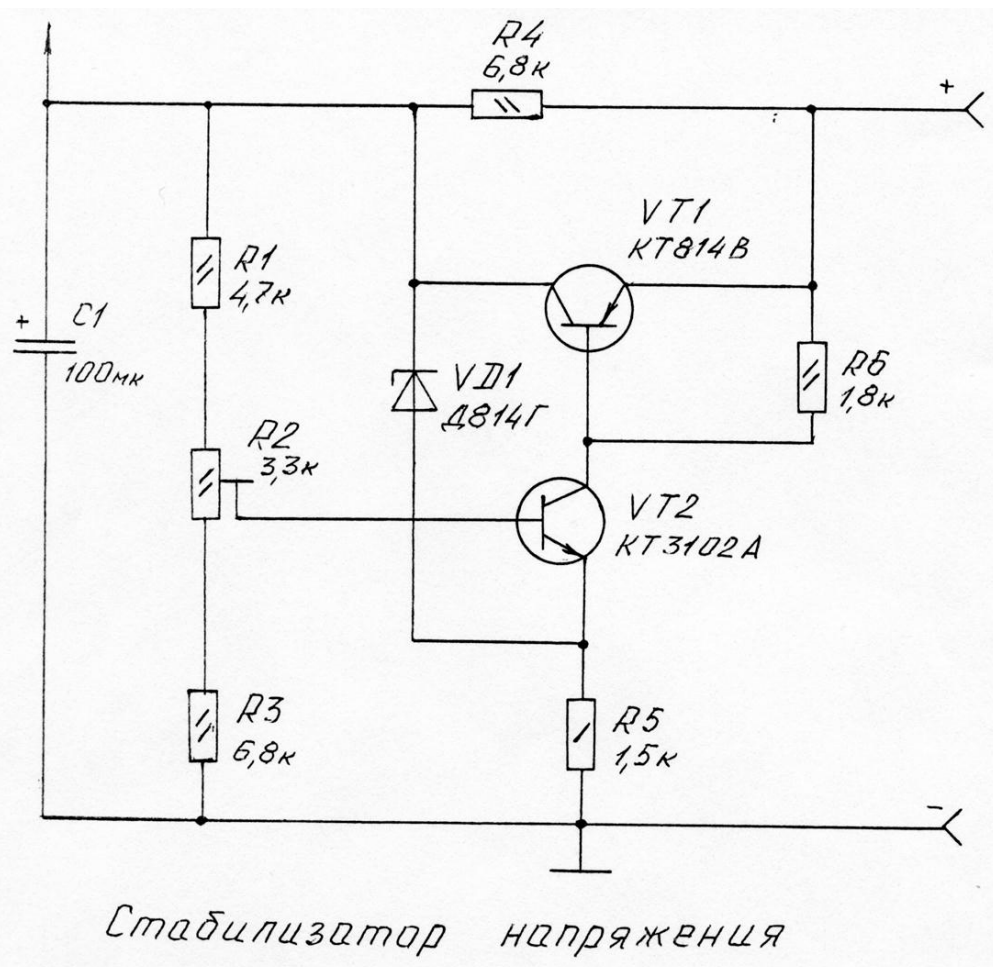 R4
6,8к
+
VT1
КТ814В
R1
4,7к
+
C1
100мк
VD1
Д814Г
R6
1,8к
R2
3,3к
VT2
КТ3102А
R3
6,8к
R5
1,5к
-
Стабилизатор напряжения